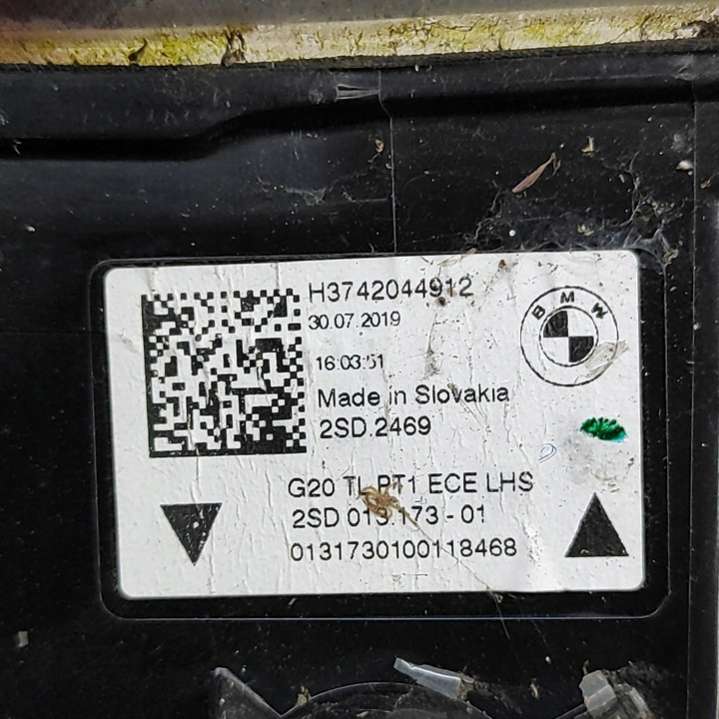 H3742044912
30.07.2019
16:03:51
BMW
Made in Slovakia
2SD.2469
G20 TL PT1 ECE LHS
2SD 013.173-01
0131730100118468